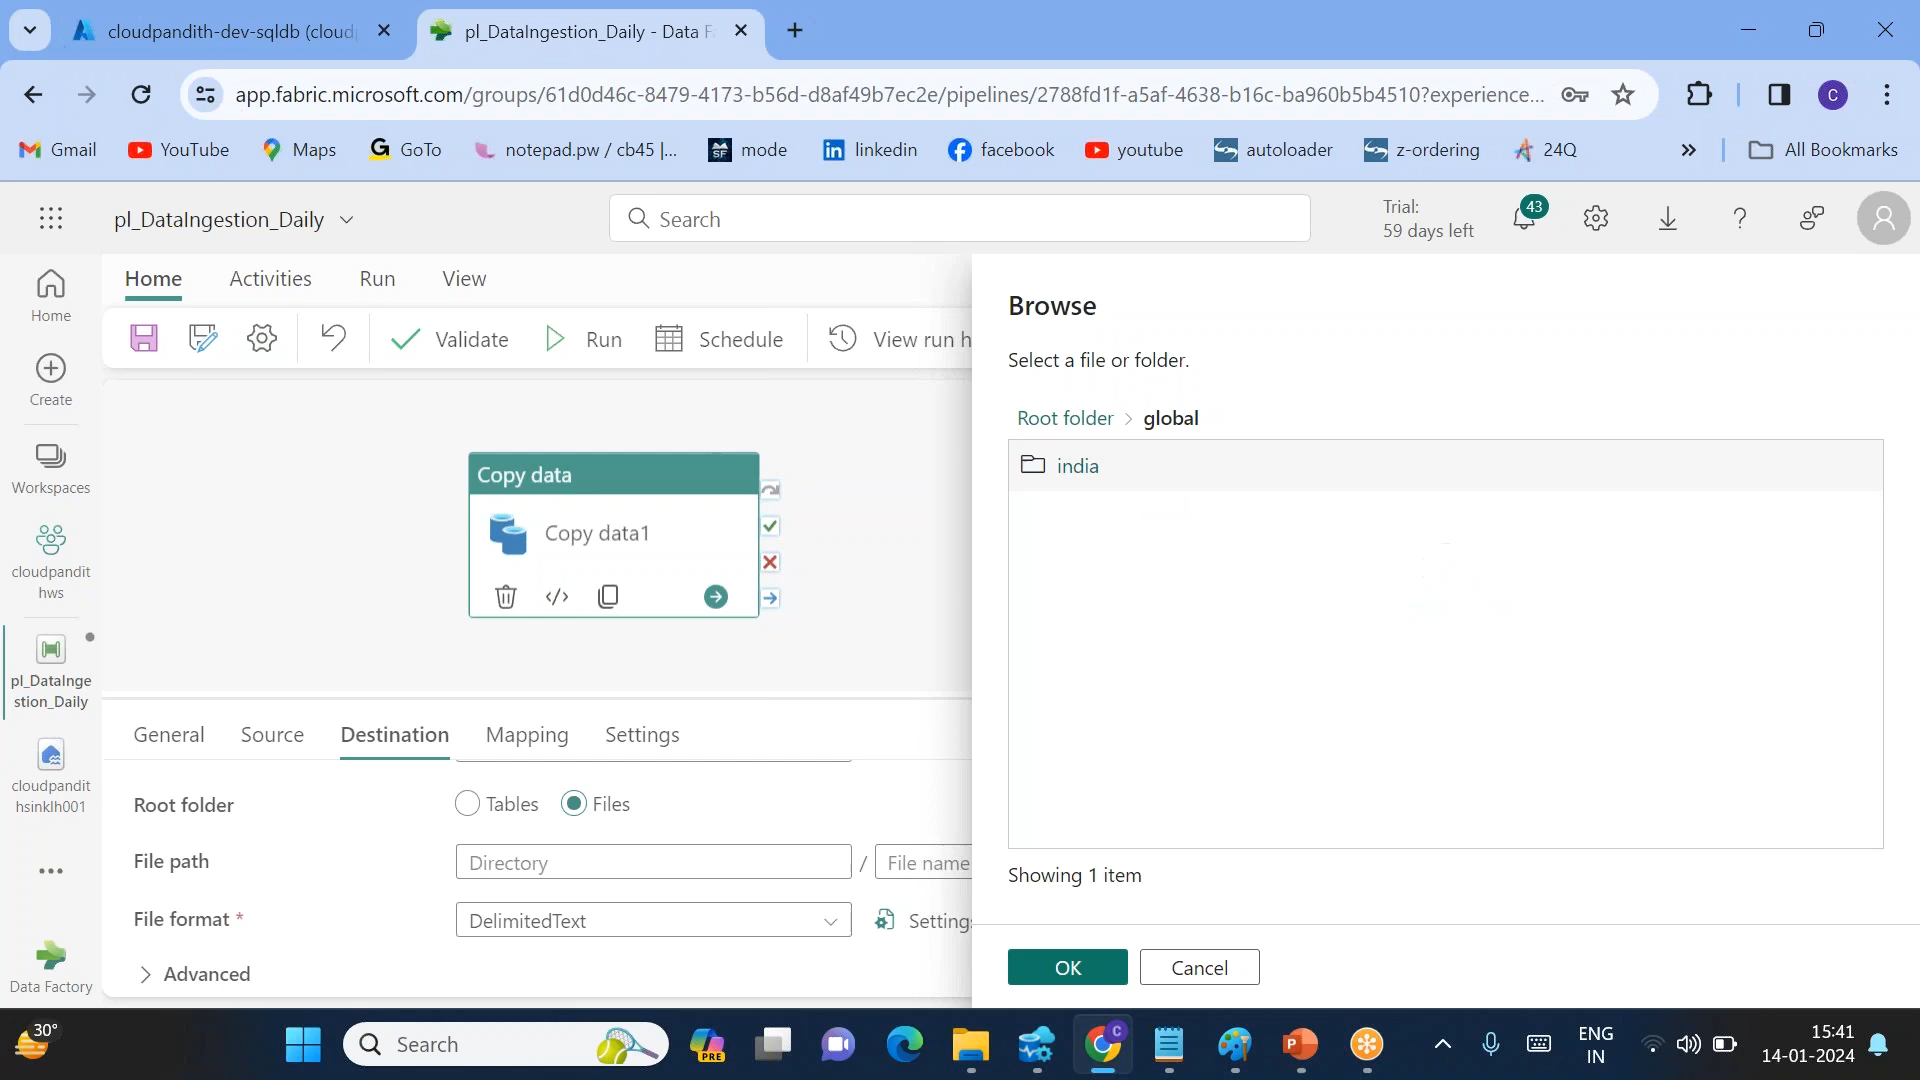 cloudpandith-dev-sqldb (cloud
pl_DataIngestion_Daily - Data F
app.fabric.microsoft.com/groups/61d0d46c-8479-4173-b56d-d8af49b7ec2e/pipelines/2788fd1f-a5af-4638-b16c-ba960b5b4510?experience...
C
Gmail
YouTube
Maps
GoTo
notepad.pw / cb45 |...
mode
linkedin
facebook
youtube
autoloader
z-ordering
24Q
All Bookmarks
pl_DataIngestion_Daily
Search
Trial:
59 days left
43
Home
Create
Workspaces
cloudpandit
hws
pl_DataInge
stion_Daily
cloudpandit
hsinklh001
Data Factory
Home
Activities
Run
View
Validate
Run
Schedule
View run h
Copy data
Copy data1
General
Source
Destination
Mapping
Settings
Root folder
Tables
Files
File path
Directory
/
File name
File format *
DelimitedText
Settings
Advanced
Browse
Select a file or folder.
Root folder > global
india
Showing 1 item
OK
Cancel
30°
Search
PRE
C
ENG
IN
15:41
14-01-2024